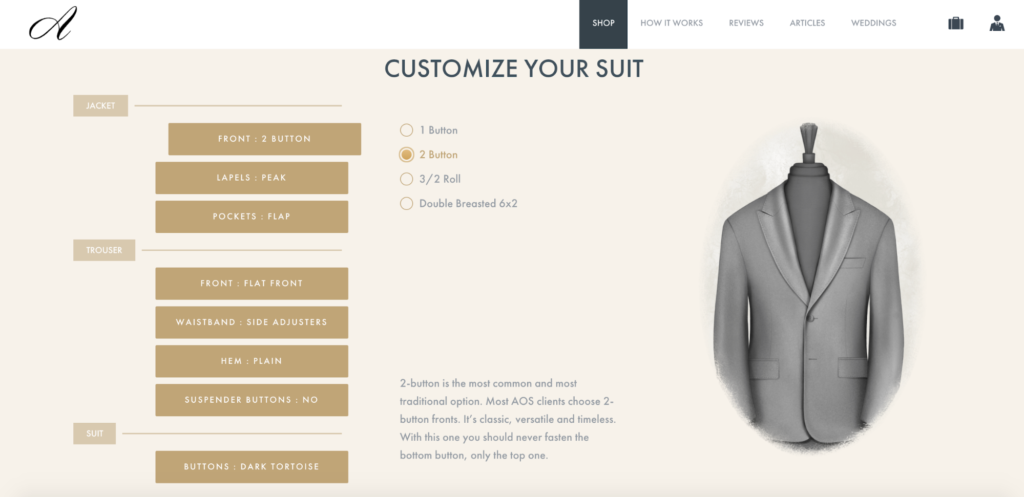 A
SHOP
HOW IT WORKS
REVIEWS
ARTICLES
WEDDINGS
CUSTOMIZE YOUR SUIT
JACKET
FRONT : 2 BUTTON
LAPELS : PEAK
POCKETS : FLAP
TROUSER
FRONT : FLAT FRONT
WAISTBAND : SIDE ADJUSTERS
HEM : PLAIN
SUSPENDER BUTTONS : NO
SUIT
BUTTONS : DARK TORTOISE
1 Button
2 Button
3/2 Roll
Double Breasted 6x2
2-button is the most common and most
traditional option. Most AOS clients choose 2-
button fronts. It's classic, versatile and timeless.
With this one you should never fasten the
bottom button, only the top one.